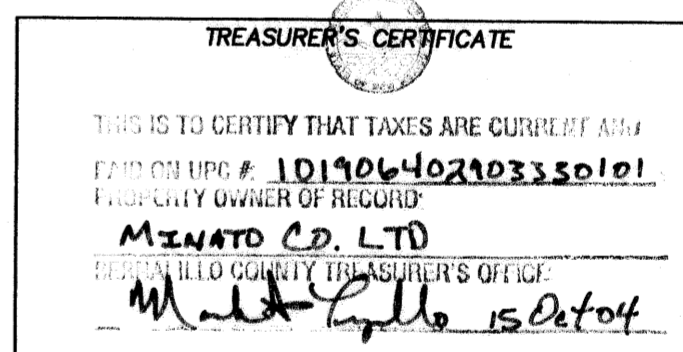 TREASURER'S CERTIFICATE
THIS IS TO CERTIFY THAT TAXES ARE CURRENT AND
PAID ON UPC #: 101906402903330101
PROPERTY OWNER OF RECORD:
MINATO CO. LTD
BERNALILLO COUNTY TREASURER'S OFFICE:
15 Oct 04